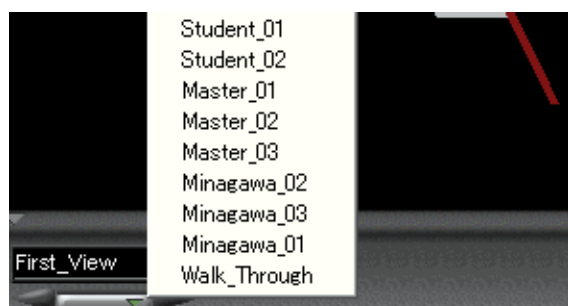 Student_01
Student_02
Master_01
Master_02
Master_03
Minagawa_02
Minagawa_03
Minagawa_01
Walk_Through
First_View